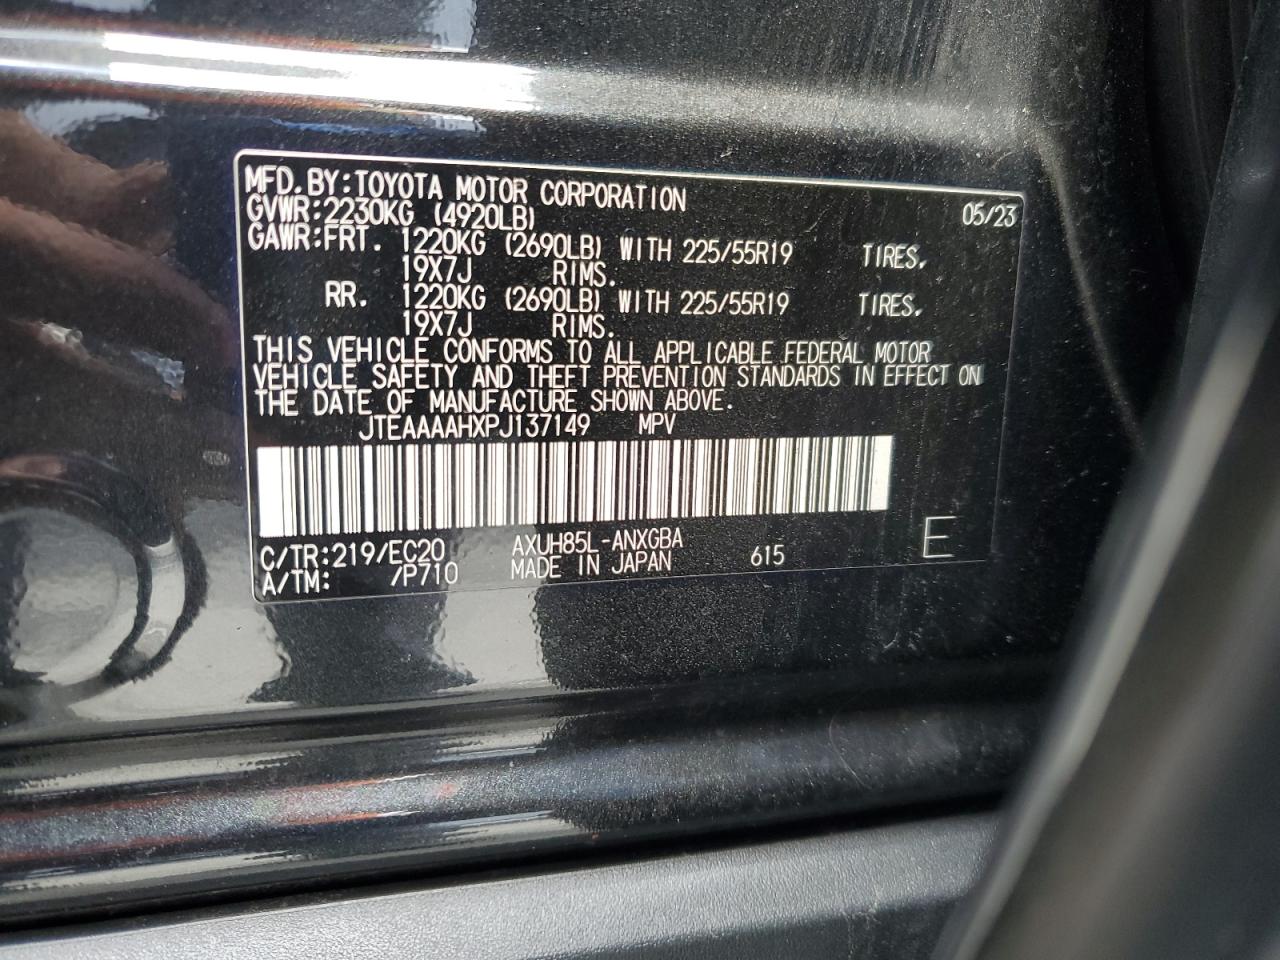 MFD.BY:TOYOTA MOTOR CORPORATION 05/23
GVWR:2230KG (4920LB)
GAWR:FRT. 1220KG (2690LB) WITH 225/55R19 TIRES.
19X7J RIMS.
RR. 1220KG (2690LB) WITH 225/55R19 TIRES.
19X7J RIMS.
THIS VEHICLE CONFORMS TO ALL APPLICABLE FEDERAL MOTOR
VEHICLE SAFETY AND THEFT PREVENTION STANDARDS IN EFFECT ON
THE DATE OF MANUFACTURE SHOWN ABOVE.
JTEAAAAHXPJ137149 MPV
C/TR:219/EC20 AXUH85L-ANXGBA
A/TM: /P710 MADE IN JAPAN 615 E